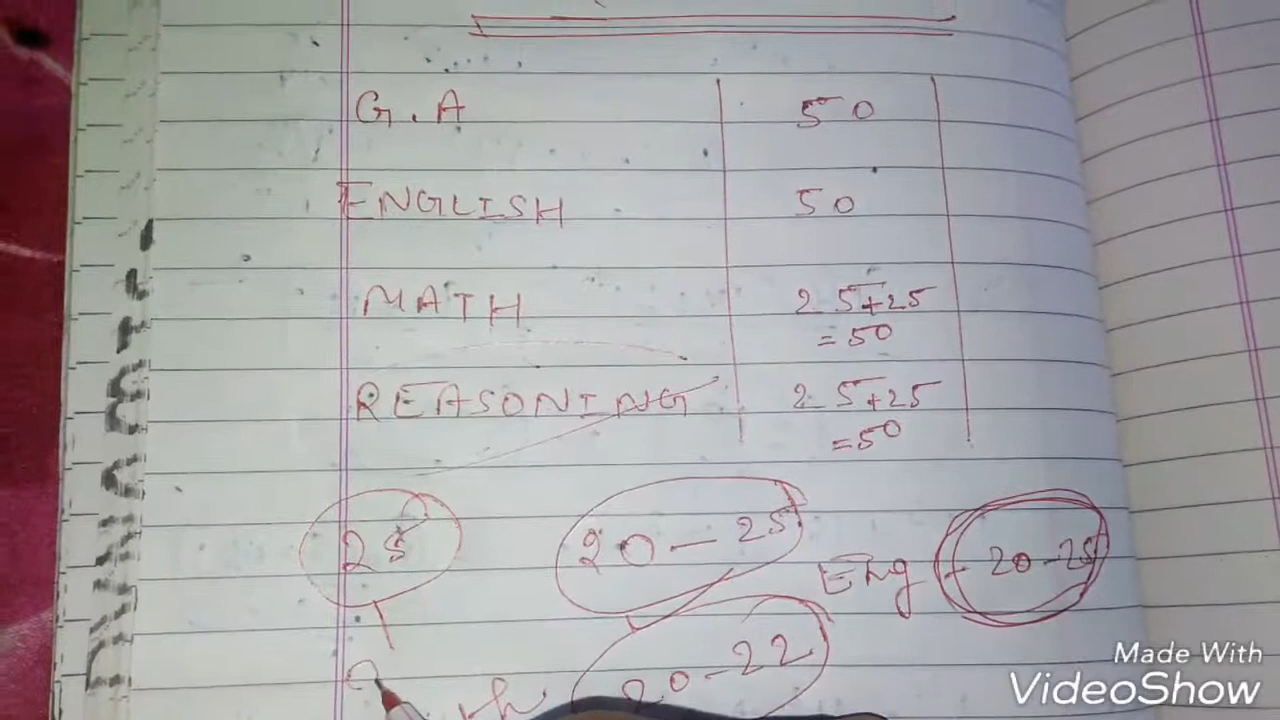 G.A 50
ENGLISH 50
MATH 25+25
=50
REASONING 25+25
=50
25 20-25 Eng - 20-25
20-22
Made With
VideoShow